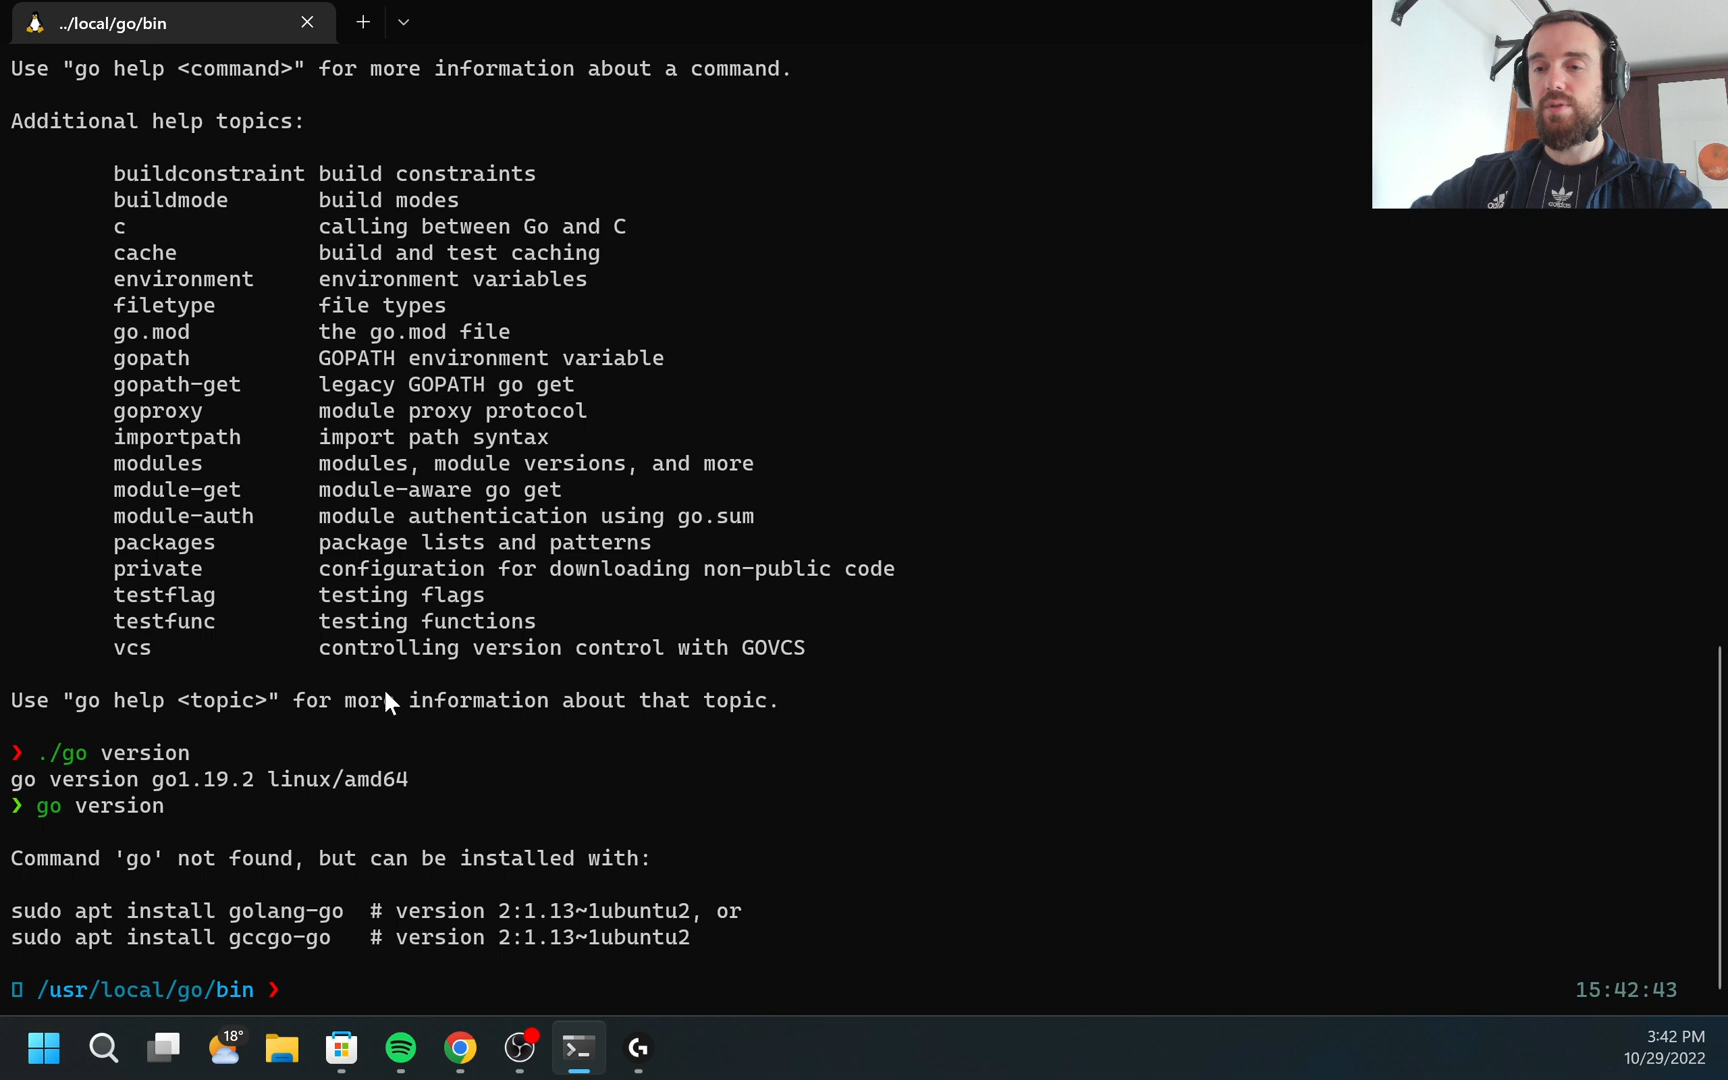 ../local/go/bin
Use "go help <command>" for more information about a command.
Additional help topics:
buildconstraint build constraints
buildmode build modes
c calling between Go and C
cache build and test caching
environment environment variables
filetype file types
go.mod the go.mod file
gopath GOPATH environment variable
gopath-get legacy GOPATH go get
goproxy module proxy protocol
importpath import path syntax
modules modules, module versions, and more
module-get module-aware go get
module-auth module authentication using go.sum
packages package lists and patterns
private configuration for downloading non-public code
testflag testing flags
testfunc testing functions
vcs controlling version control with GOVCS
Use "go help <topic>" for more information about that topic.
❯ ./go version
go version go1.19.2 linux/amd64
❯ go version
Command 'go' not found, but can be installed with:
sudo apt install golang-go # version 2:1.13~1ubuntu2, or
sudo apt install gccgo-go # version 2:1.13~1ubuntu2
/usr/local/go/bin ❯ 15:42:43
18°
3:42 PM
10/29/2022
adidas